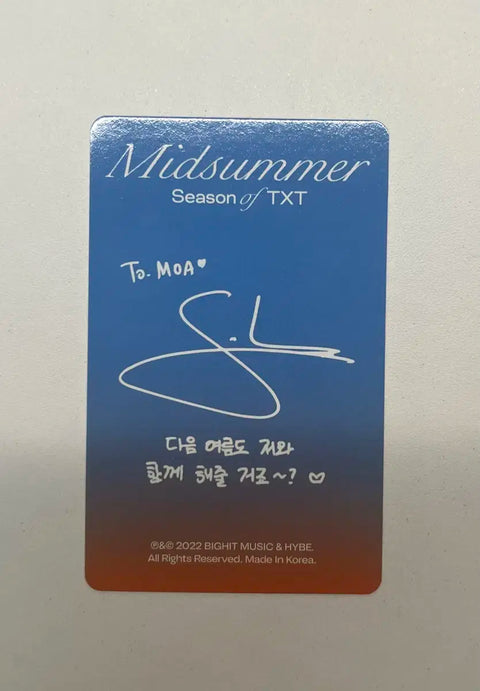 Midsummer
Season of TXT
To. MOA♥
다음 여름도 저와
함께 해줄 거죠~? ♡
℗&© 2022 BIGHIT MUSIC & HYBE.
All Rights Reserved. Made in Korea.